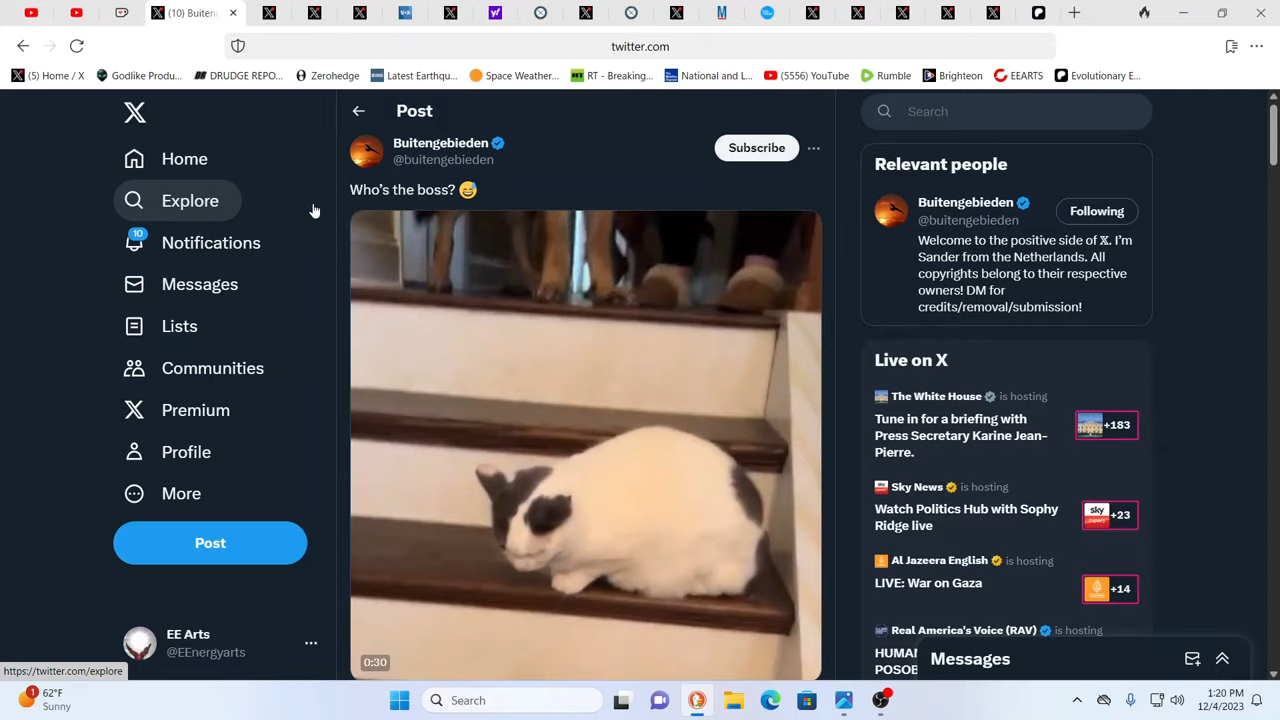 (10) Buiten
twitter.com
(5) Home / X
Godlike Produ...
DRUDGE REPO...
Zerohedge
Latest Earthqu...
Space Weather...
RT - Breaking...
National and L...
(5556) YouTube
Rumble
Brighteon
EEARTS
Evolutionary E...
Home
Explore
10
Notifications
Messages
Lists
Communities
Premium
Profile
More
Post
EE Arts
@EEnergyarts
https://twitter.com/explore
Post
Buitengebieden
@buitengebieden
Subscribe
Who's the boss? 😅
0:30
Search
Relevant people
Buitengebieden
@buitengebieden
Following
Welcome to the positive side of 𝕏. I'm
Sander from the Netherlands. All
copyrights belong to their respective
owners! DM for
credits/removal/submission!
Live on X
The White House is hosting
Tune in for a briefing with
Press Secretary Karine Jean-
Pierre.
+183
Sky News is hosting
Watch Politics Hub with Sophy
Ridge live
sky
news
+23
Al Jazeera English is hosting
LIVE: War on Gaza
+14
Real America's Voice (RAV) is hosting
HUMAN
POSOB
Messages
1
62°F
Sunny
Search
1:20 PM
12/4/2023